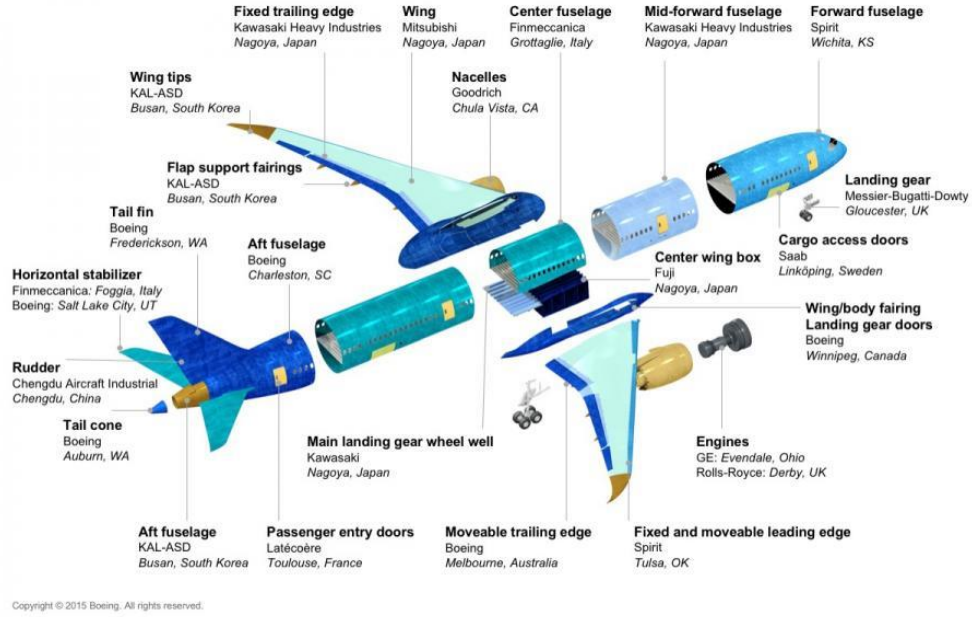 Fixed trailing edge
Kawasaki Heavy Industries
Nagoya, Japan
Wing
Mitsubishi
Nagoya, Japan
Center fuselage
Finmeccanica
Grottaglie, Italy
Mid-forward fuselage
Kawasaki Heavy Industries
Nagoya, Japan
Forward fuselage
Spirit
Wichita, KS
Wing tips
KAL-ASD
Busan, South Korea
Nacelles
Goodrich
Chula Vista, CA
Flap support fairings
KAL-ASD
Busan, South Korea
Landing gear
Messier-Bugatti-Dowty
Gloucester, UK
Tail fin
Boeing
Frederickson, WA
Aft fuselage
Boeing
Charleston, SC
Cargo access doors
Saab
Linköping, Sweden
Center wing box
Fuji
Nagoya, Japan
Horizontal stabilizer
Finmeccanica: Foggia, Italy
Boeing: Salt Lake City, UT
Wing/body fairing
Landing gear doors
Boeing
Winnipeg, Canada
Rudder
Chengdu Aircraft Industrial
Chengdu, China
Tail cone
Boeing
Auburn, WA
Main landing gear wheel well
Kawasaki
Nagoya, Japan
Engines
GE: Evendale, Ohio
Rolls-Royce: Derby, UK
Aft fuselage
KAL-ASD
Busan, South Korea
Passenger entry doors
Latécoère
Toulouse, France
Moveable trailing edge
Boeing
Melbourne, Australia
Fixed and moveable leading edge
Spirit
Tulsa, OK
Copyright © 2015 Boeing. All rights reserved.